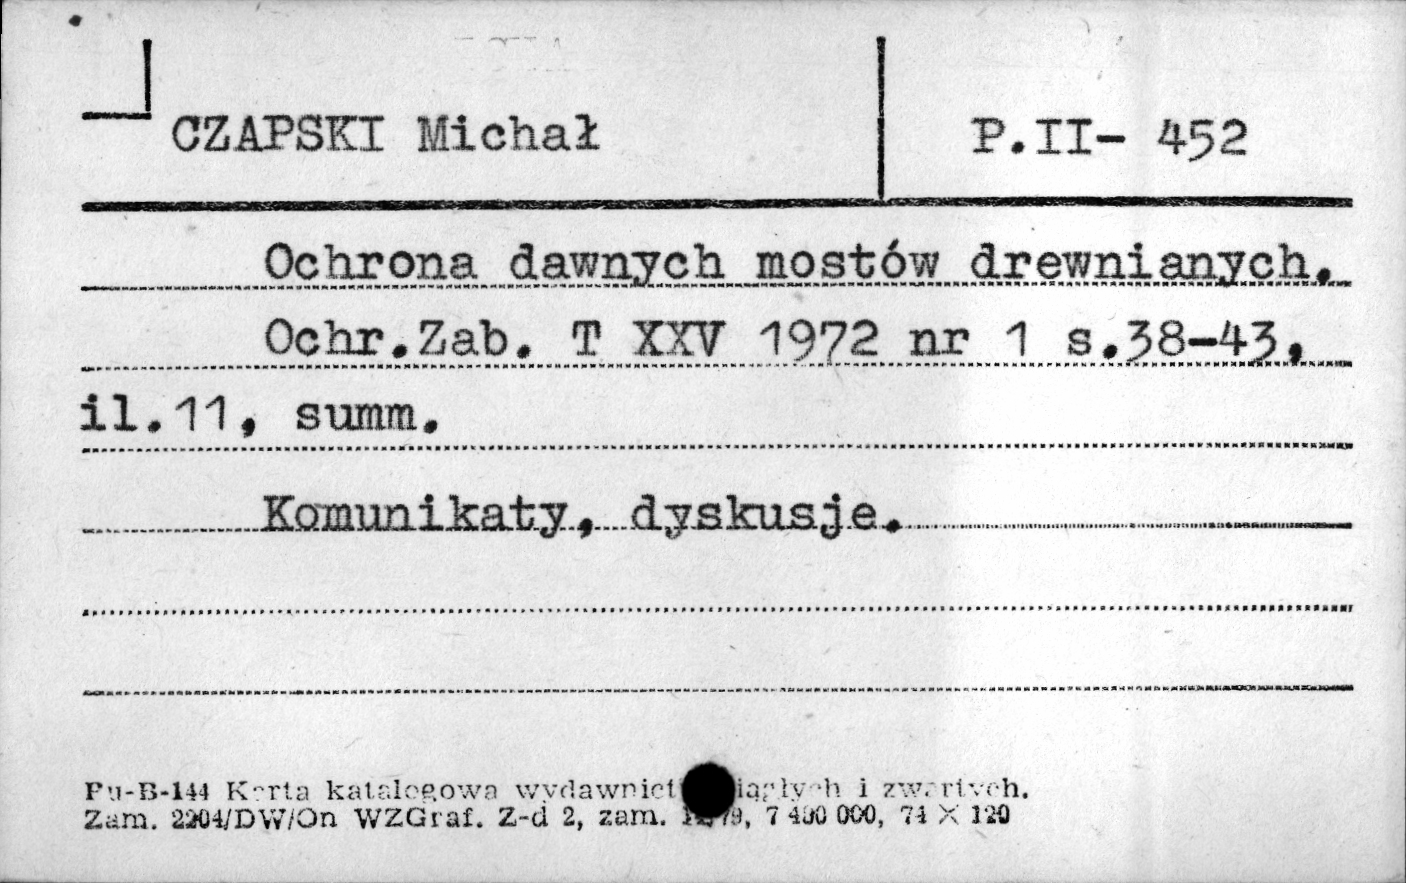 CZAPSKI Michał
P.II- 452
Ochrona dawnych mostów drewnianych.
Ochr.Zab. T XXV 1972 nr 1 s.38-43,
il.11, summ.
Komunikaty, dyskusje.
Pu-B-144 Karta katalogowa i zwartych.
Zam. 2204/DW/On WZGraf. Z-d 2, zam. 7 400 000, 74 X 120